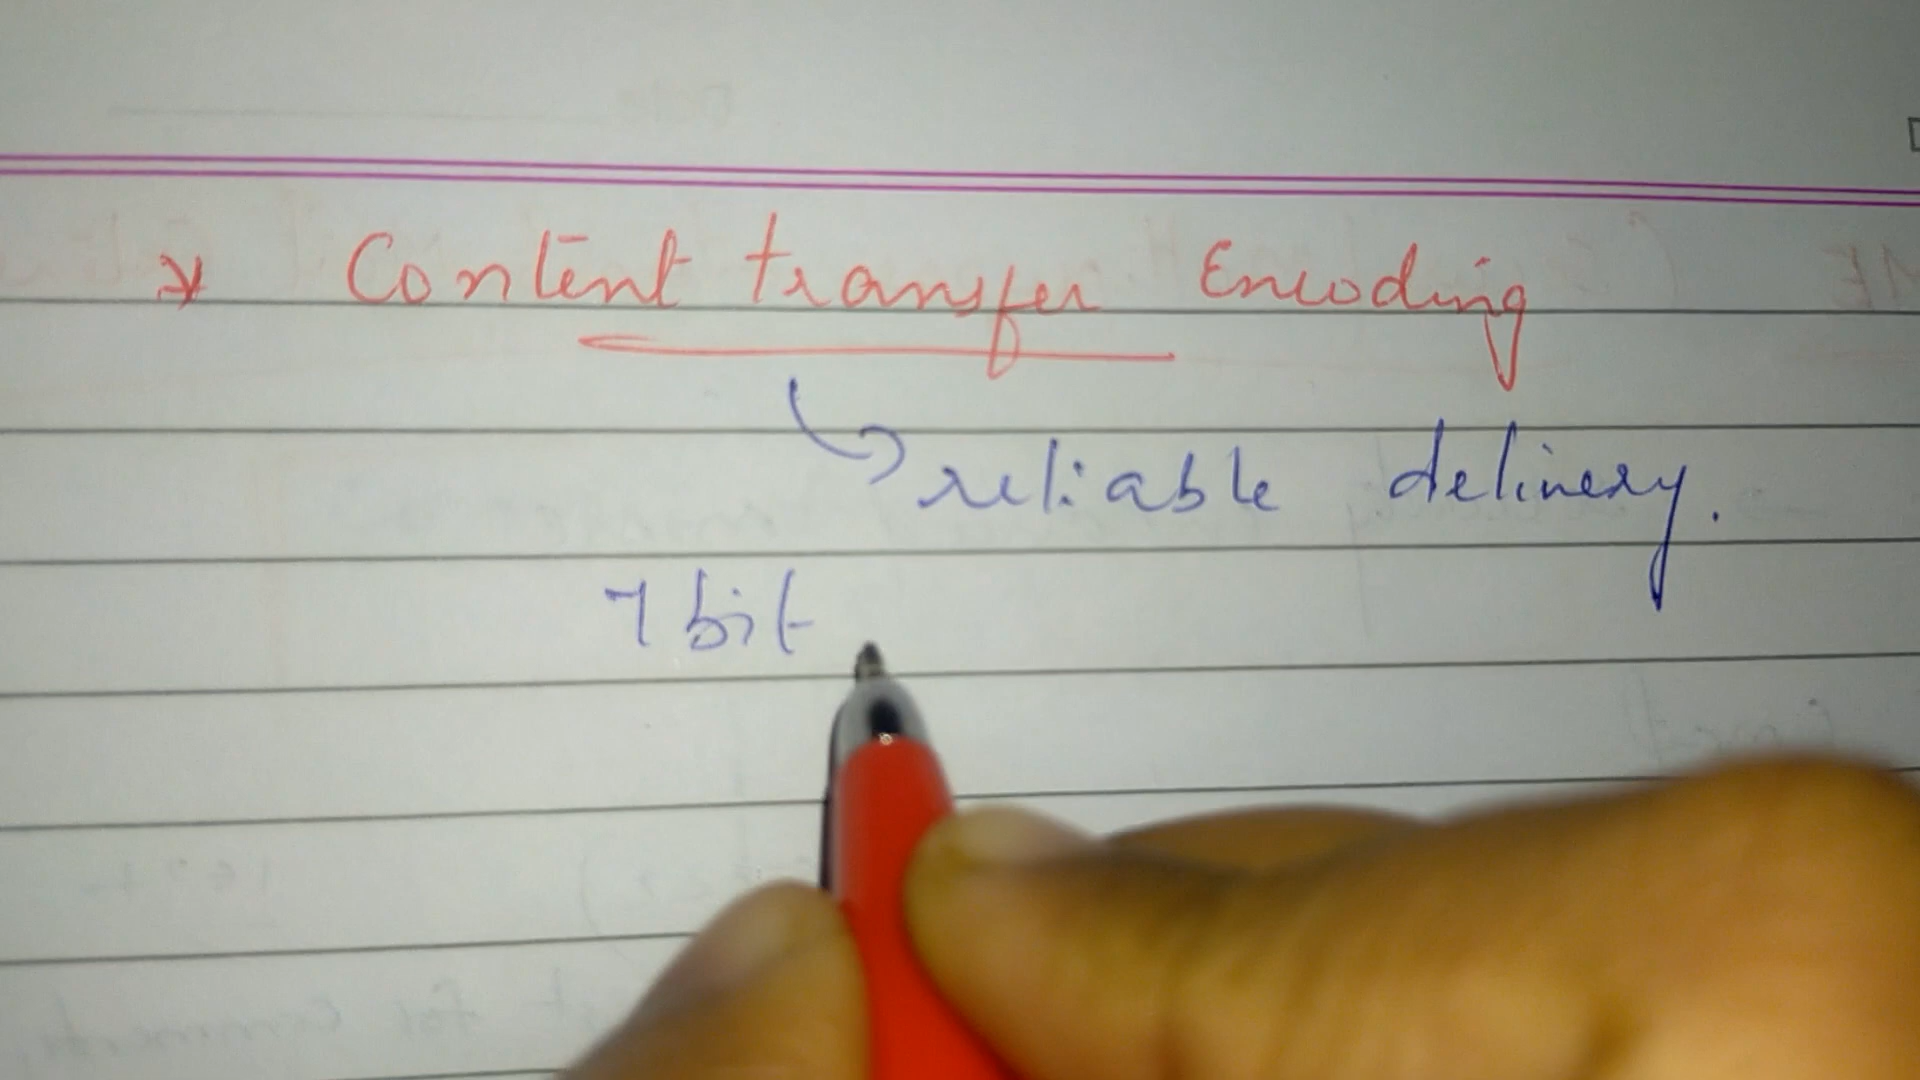 * Content transfer Encoding
reliable delivery.
7 bit